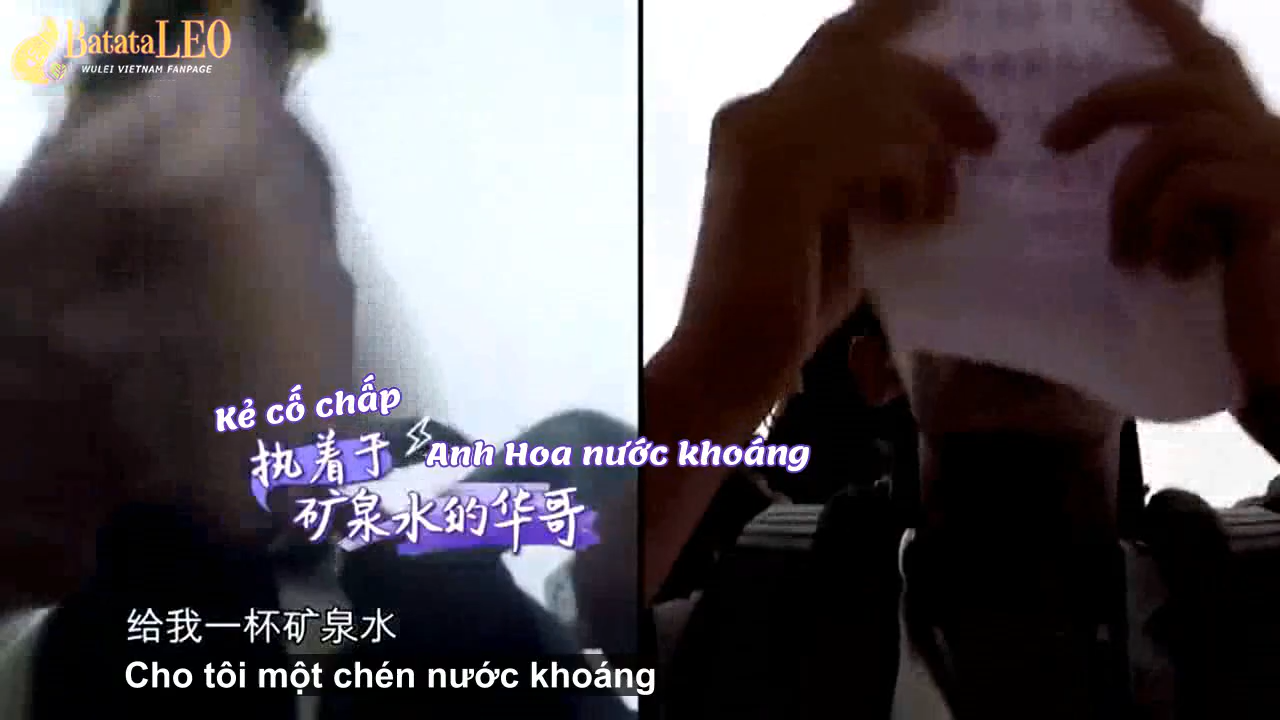 BatataLEO
WULEI VIETNAM FANPAGE
Kẻ cố chấp
执着于
Anh Hoa nước khoáng
矿泉水的华哥
给我一杯矿泉水
Cho tôi một chén nước khoáng